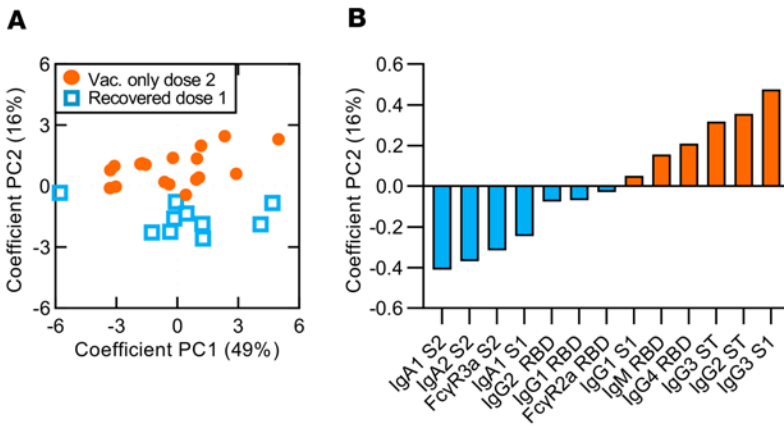 A
6
3
0
-3
-6
-6 -3 0 3 6
Coefficient PC2 (16%)
Coefficient PC1 (49%)
Vac. only dose 2
Recovered dose 1
B
0.6
0.4
0.2
0.0
-0.2
-0.4
-0.6
Coefficient PC2 (16%)
IgA1 S2
IgA2 S2
FcγR3a S2
IgA1 S1
IgG2 RBD
IgG1 RBD
FcγR2a RBD
IgG1 S1
IgM RBD
IgG4 RBD
IgG3 ST
IgG2 ST
IgG3 S1